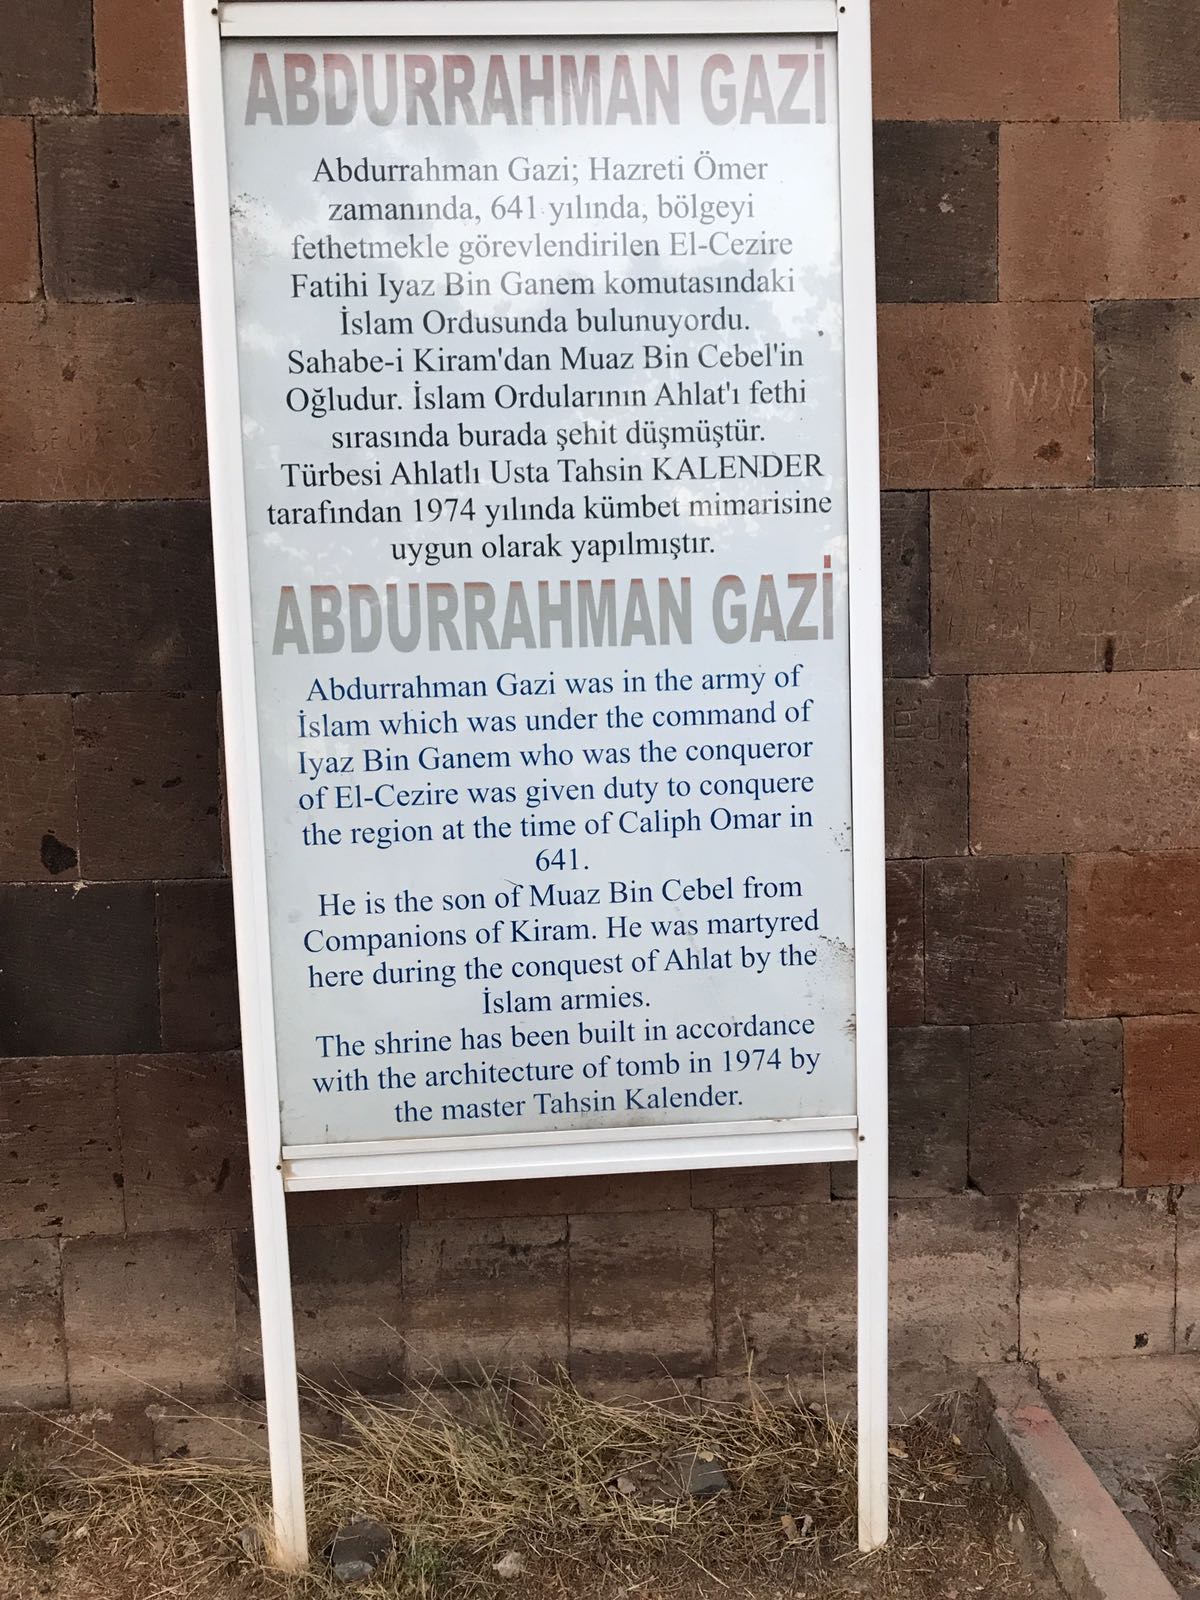 ABDURRAHMAN GAZİ
Abdurrahman Gazi; Hazreti Ömer
zamanında, 641 yılında, bölgeyi
fethetmekle görevlendirilen El-Cezire
Fatihi Iyaz Bin Ganem komutasındaki
İslam Ordusunda bulunuyordu.
Sahabe-i Kiram'dan Muaz Bin Cebel'in
Oğludur. İslam Ordularının Ahlat'ı fethi
sırasında burada şehit düşmüştür.
Türbesi Ahlatlı Usta Tahsin KALENDER
tarafından 1974 yılında kümbet mimarisine
uygun olarak yapılmıştır.
ABDURRAHMAN GAZİ
Abdurrahman Gazi was in the army of
İslam which was under the command of
Iyaz Bin Ganem who was the conqueror
of El-Cezire was given duty to conquere
the region at the time of Caliph Omar in
641.
He is the son of Muaz Bin Cebel from
Companions of Kiram. He was martyred
here during the conquest of Ahlat by the
İslam armies.
The shrine has been built in accordance
with the architecture of tomb in 1974 by
the master Tahsin Kalender.